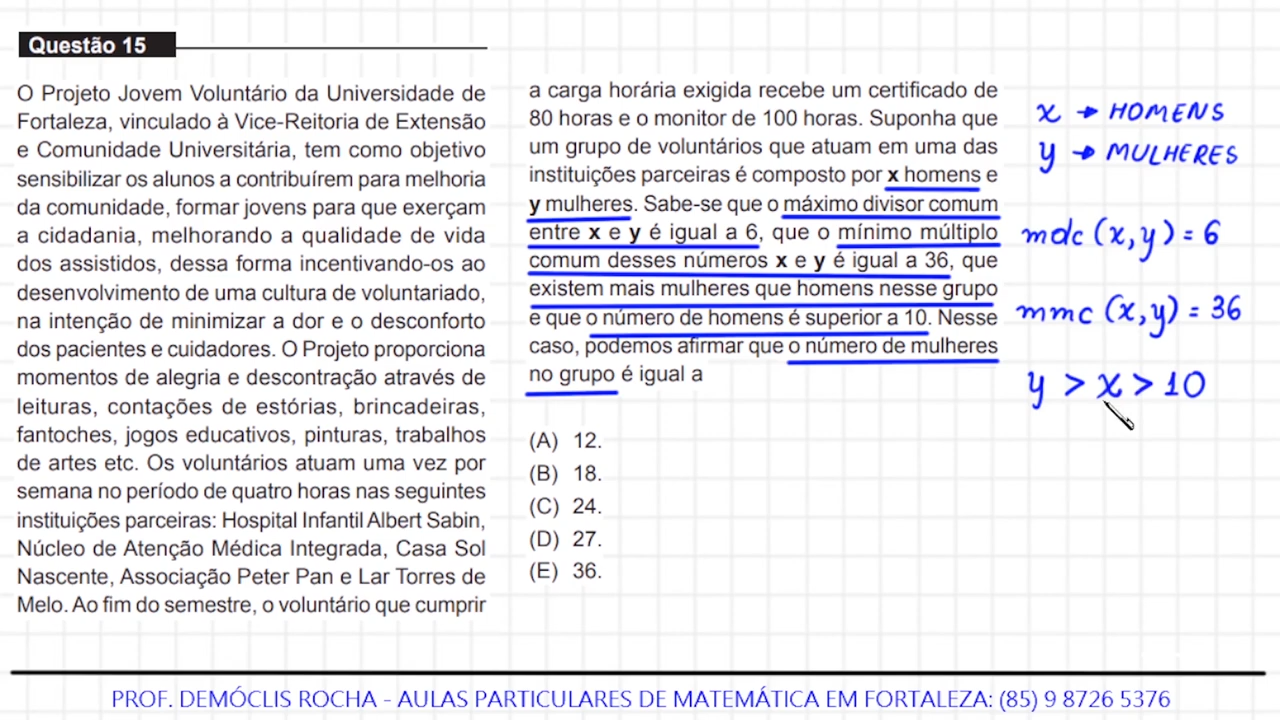 Questão 15
O Projeto Jovem Voluntário da Universidade de
Fortaleza, vinculado à Vice-Reitoria de Extensão
e Comunidade Universitária, tem como objetivo
sensibilizar os alunos a contribuírem para melhoria
da comunidade, formar jovens para que exerçam
a cidadania, melhorando a qualidade de vida
dos assistidos, dessa forma incentivando-os ao
desenvolvimento de uma cultura de voluntariado,
na intenção de minimizar a dor e o desconforto
dos pacientes e cuidadores. O Projeto proporciona
momentos de alegria e descontração através de
leituras, contações de estórias, brincadeiras,
fantoches, jogos educativos, pinturas, trabalhos
de artes etc. Os voluntários atuam uma vez por
semana no período de quatro horas nas seguintes
instituições parceiras: Hospital Infantil Albert Sabin,
Núcleo de Atenção Médica Integrada, Casa Sol
Nascente, Associação Peter Pan e Lar Torres de
Melo. Ao fim do semestre, o voluntário que cumprir
a carga horária exigida recebe um certificado de
80 horas e o monitor de 100 horas. Suponha que
um grupo de voluntários que atuam em uma das
instituições parceiras é composto por x homens e
y mulheres. Sabe-se que o máximo divisor comum
entre x e y é igual a 6, que o mínimo múltiplo
comum desses números x e y é igual a 36, que
existem mais mulheres que homens nesse grupo
e que o número de homens é superior a 10. Nesse
caso, podemos afirmar que o número de mulheres
no grupo é igual a
(A) 12.
(B) 18.
(C) 24.
(D) 27.
(E) 36.
x → HOMENS
y → MULHERES
mdc (x,y) = 6
mmc (x,y) = 36
y > x > 10
PROF. DEMÓCLIS ROCHA - AULAS PARTICULARES DE MATEMÁTICA EM FORTALEZA: (85) 9 8726 5376